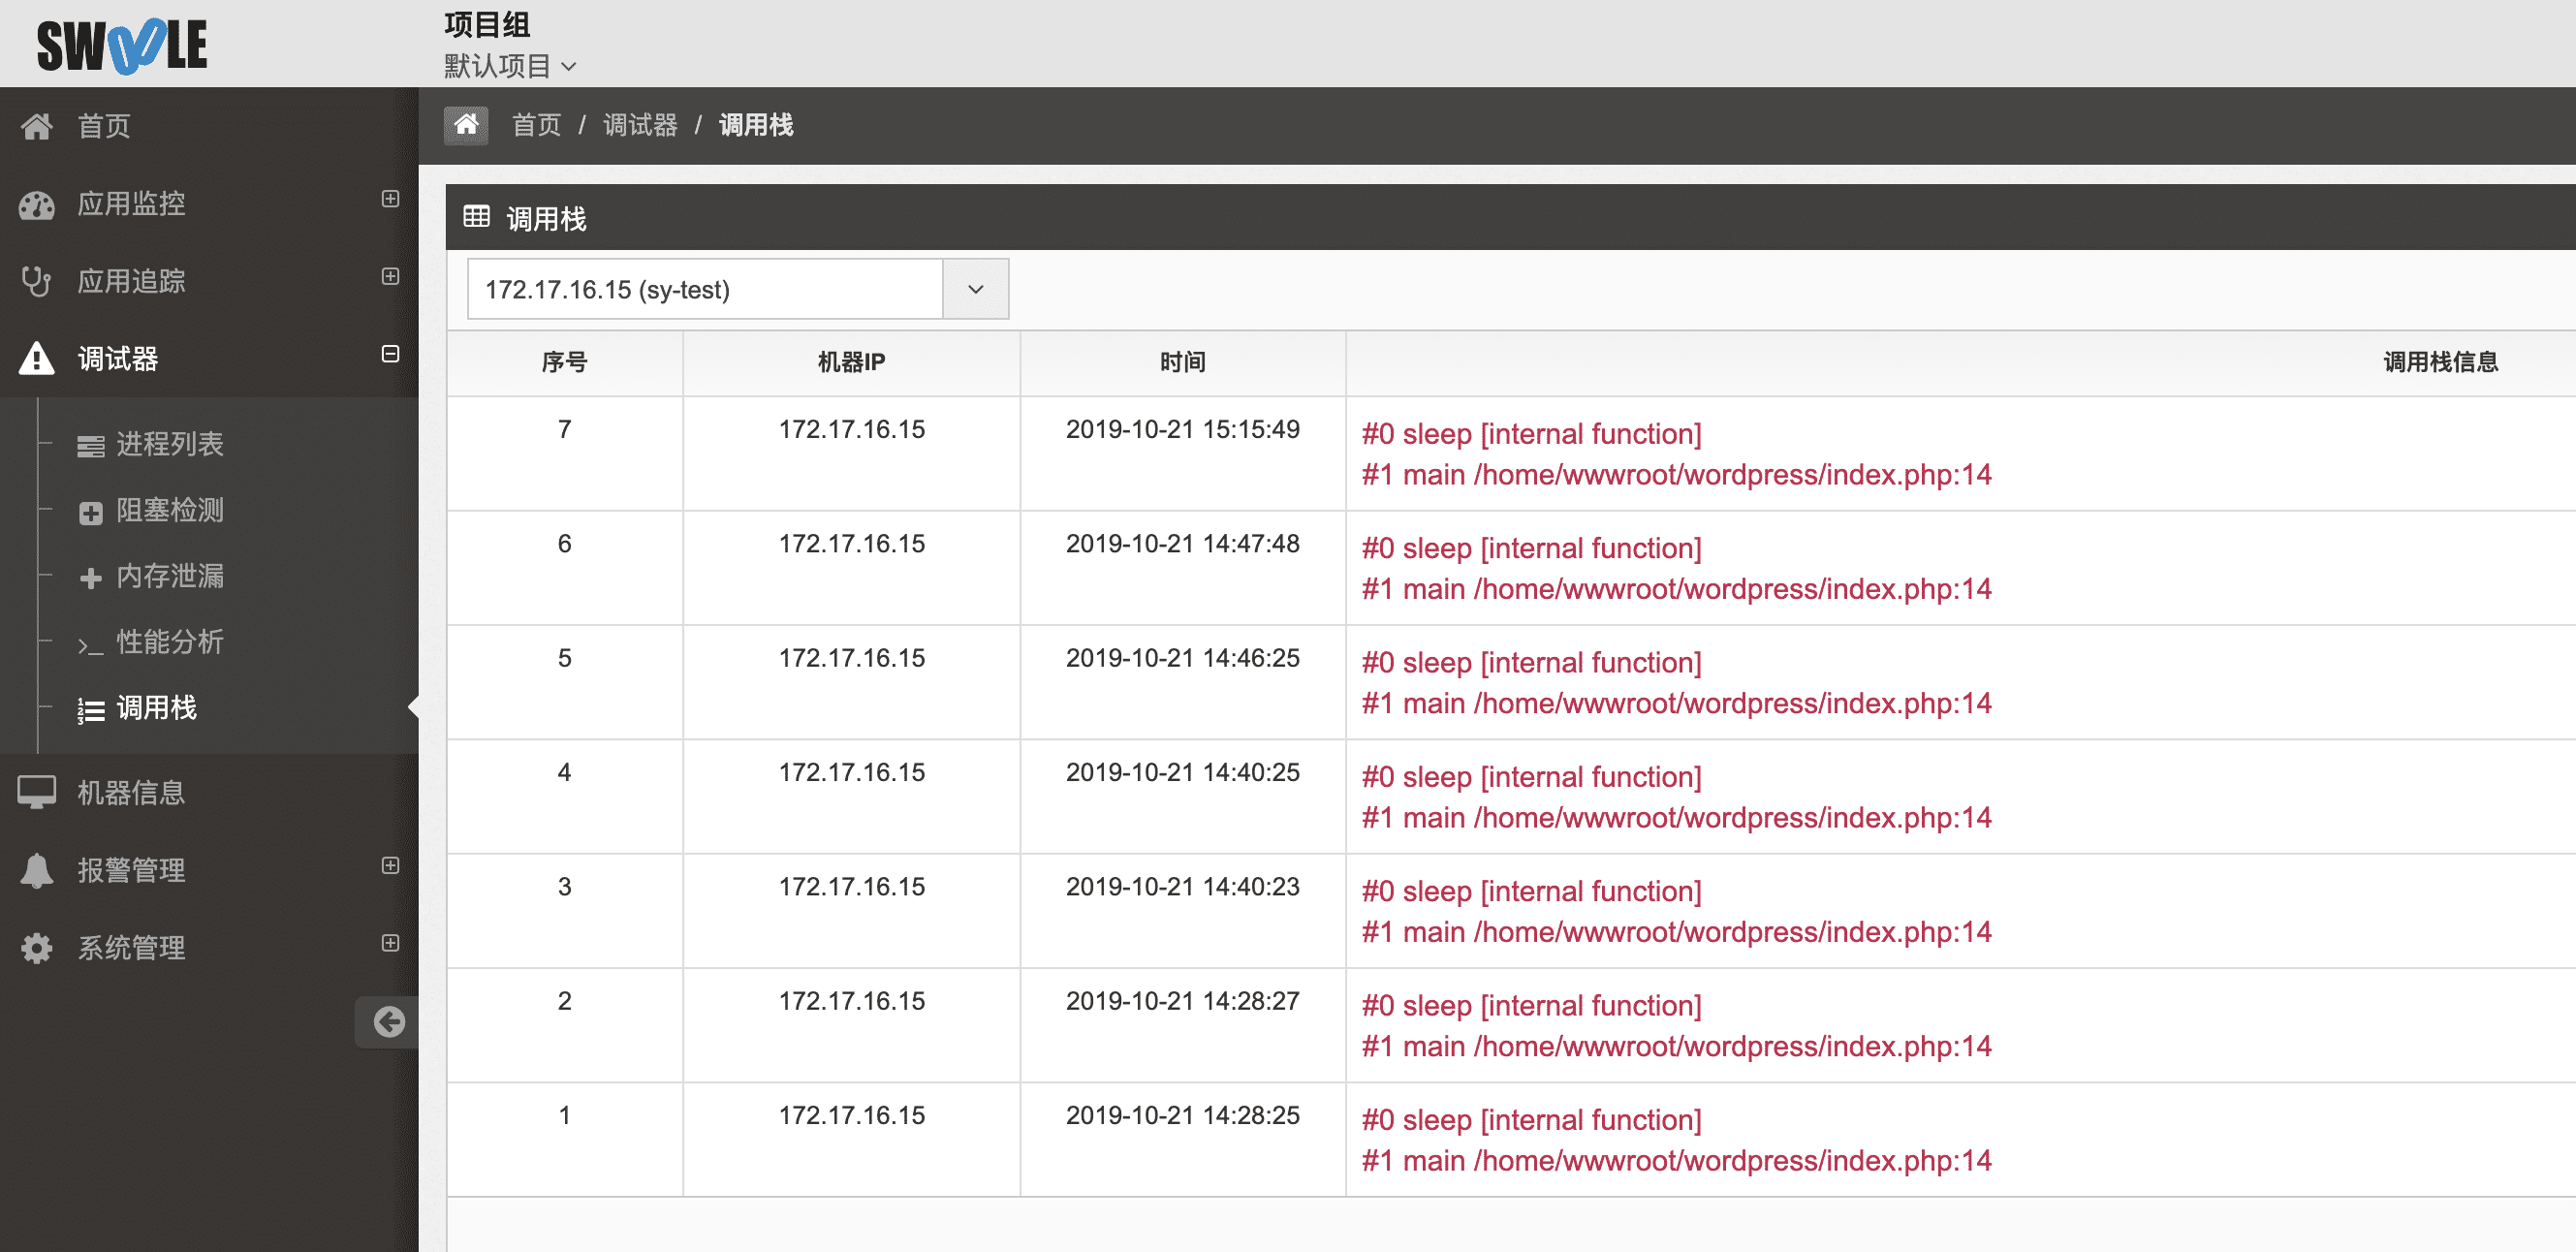 SWOOLE
项目组
默认项目
首页
应用监控
应用追踪
调试器
进程列表
阻塞检测
内存泄漏
性能分析
调用栈
机器信息
报警管理
系统管理
首页 / 调试器 / 调用栈
调用栈
172.17.16.15 (sy-test)
序号 机器IP 时间 调用栈信息
7 172.17.16.15 2019-10-21 15:15:49 #0 sleep [internal function]
#1 main /home/wwwroot/wordpress/index.php:14
6 172.17.16.15 2019-10-21 14:47:48 #0 sleep [internal function]
#1 main /home/wwwroot/wordpress/index.php:14
5 172.17.16.15 2019-10-21 14:46:25 #0 sleep [internal function]
#1 main /home/wwwroot/wordpress/index.php:14
4 172.17.16.15 2019-10-21 14:40:25 #0 sleep [internal function]
#1 main /home/wwwroot/wordpress/index.php:14
3 172.17.16.15 2019-10-21 14:40:23 #0 sleep [internal function]
#1 main /home/wwwroot/wordpress/index.php:14
2 172.17.16.15 2019-10-21 14:28:27 #0 sleep [internal function]
#1 main /home/wwwroot/wordpress/index.php:14
1 172.17.16.15 2019-10-21 14:28:25 #0 sleep [internal function]
#1 main /home/wwwroot/wordpress/index.php:14